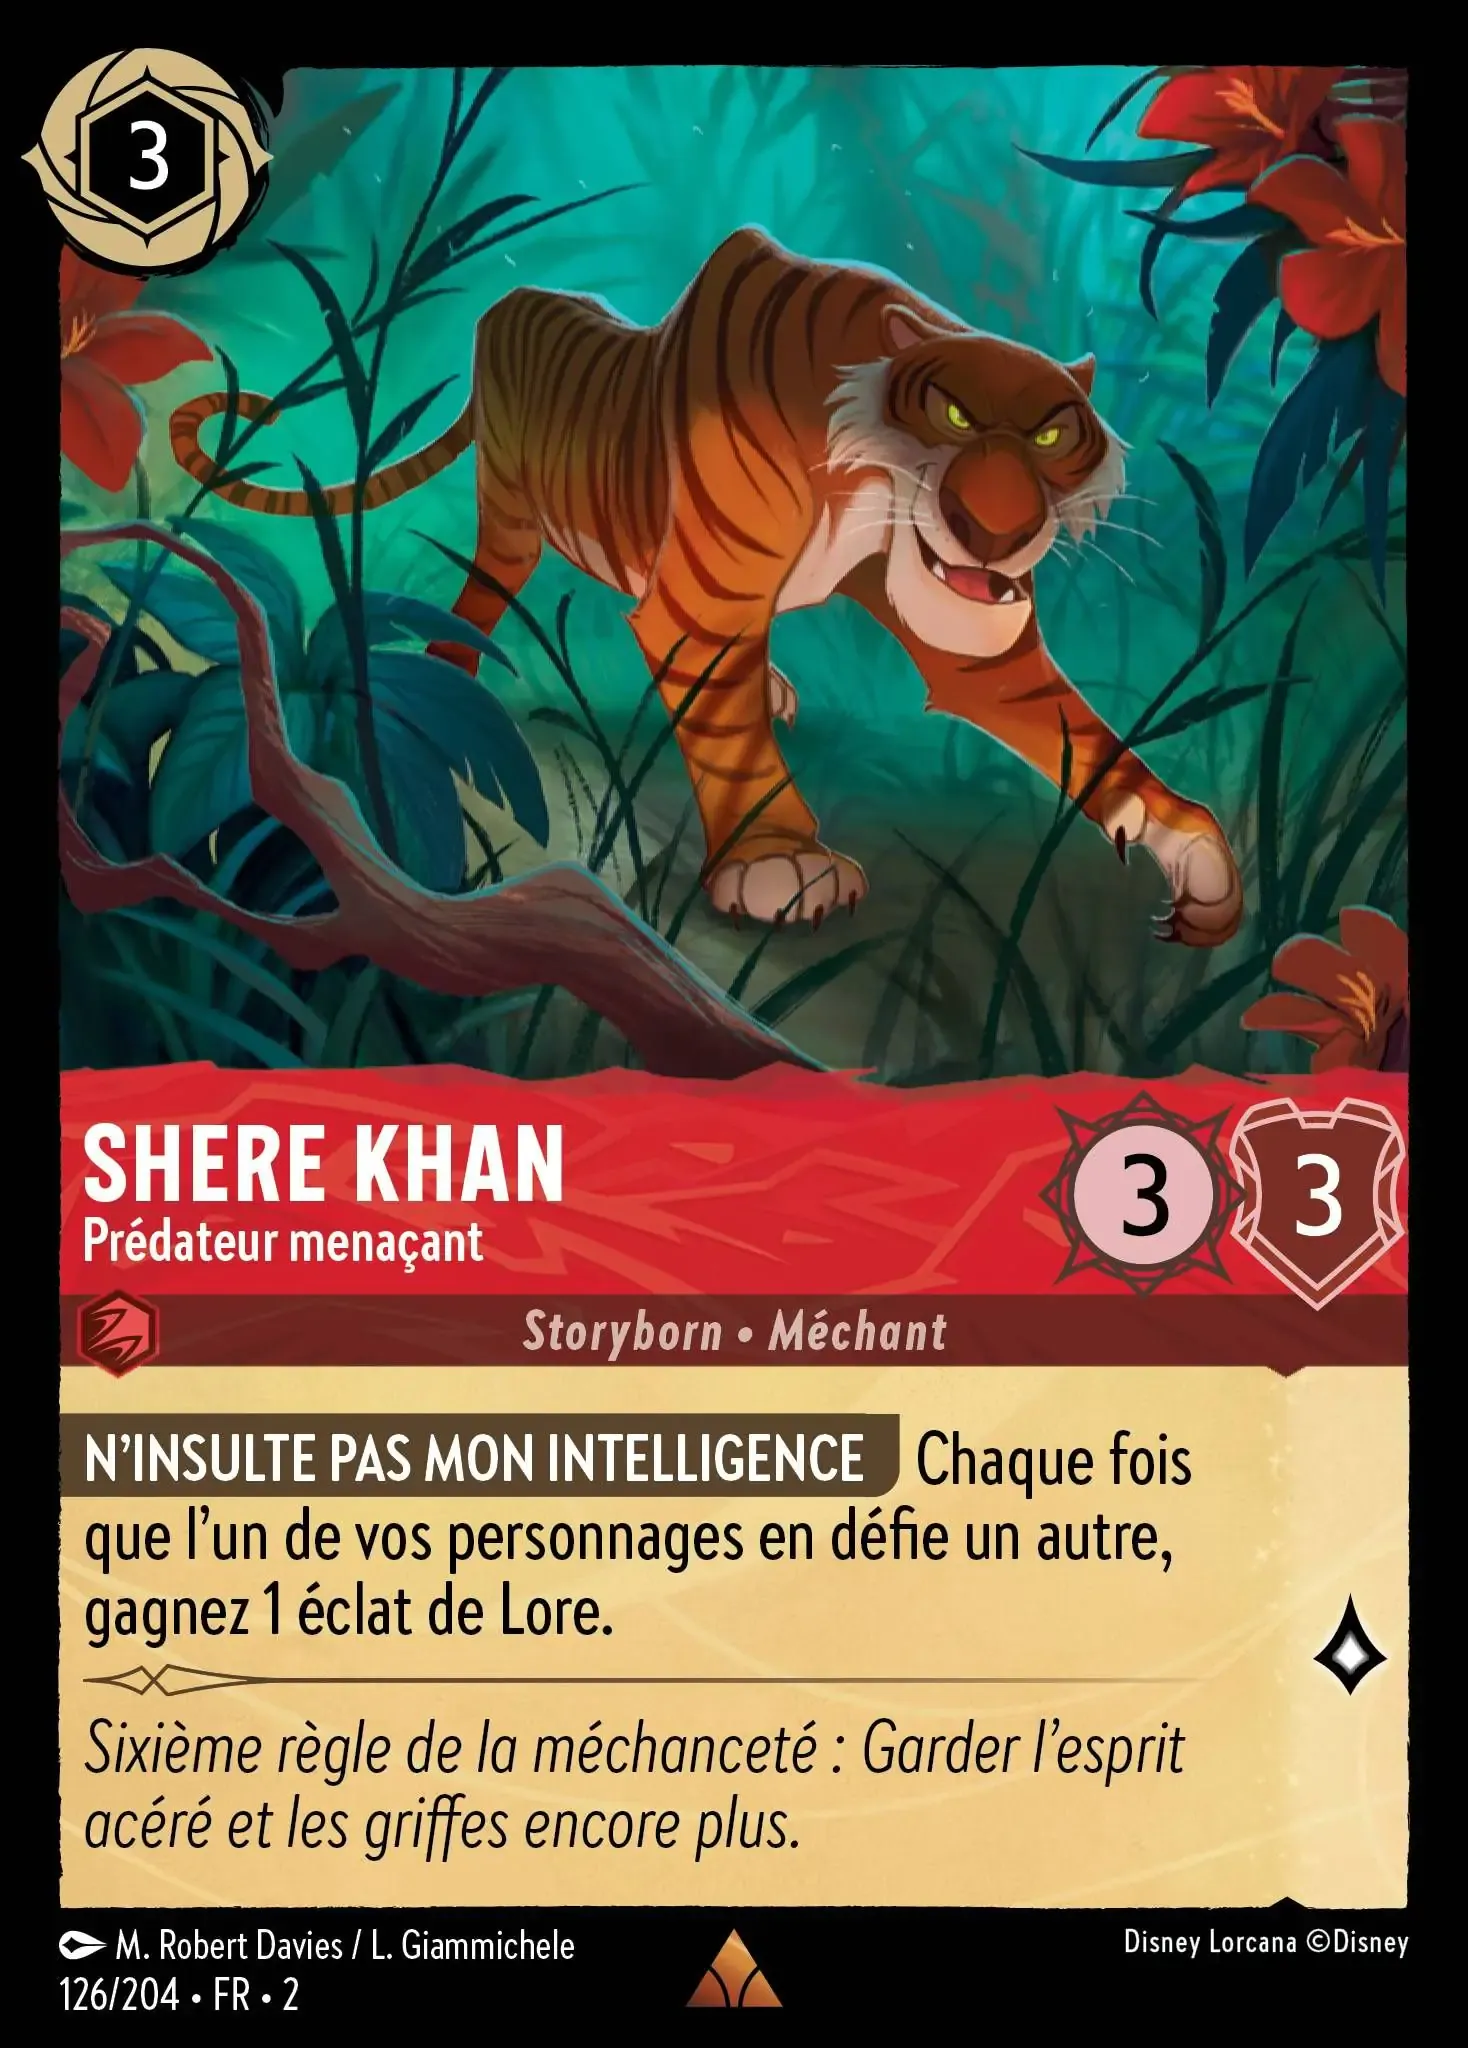 3
SHERE KHAN
Prédateur menaçant
3
3
Storyborn • Méchant
N'INSULTE PAS MON INTELLIGENCE Chaque fois
que l'un de vos personnages en défie un autre,
gagnez 1 éclat de Lore.
Sixième règle de la méchanceté : Garder l'esprit
acéré et les griffes encore plus.
M. Robert Davies / L. Giammichele
Disney Lorcana ©Disney
126/204 • FR • 2